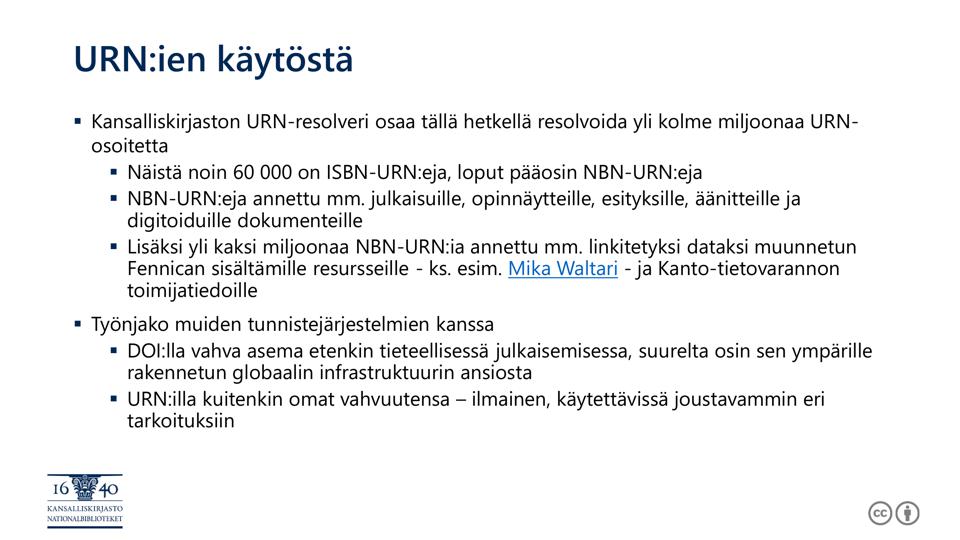 URN:ien käytöstä
▪ Kansalliskirjaston URN-resolveri osaa tällä hetkellä resolvoida yli kolme miljoonaa URN-
osoitetta
▪ Näistä noin 60 000 on ISBN-URN:eja, loput pääosin NBN-URN:eja
▪ NBN-URN:eja annettu mm. julkaisuille, opinnäytteille, esityksille, äänitteille ja
digitoiduille dokumenteille
▪ Lisäksi yli kaksi miljoonaa NBN-URN:ia annettu mm. linkitetyksi dataksi muunnetun
Fennican sisältämille resursseille - ks. esim. Mika Waltari - ja Kanto-tietovarannon
toimijatiedoille
▪ Työnjako muiden tunnistejärjestelmien kanssa
▪ DOI:lla vahva asema etenkin tieteellisessä julkaisemisessa, suurelta osin sen ympärille
rakennetun globaalin infrastruktuurin ansiosta
▪ URN:illa kuitenkin omat vahvuutensa – ilmainen, käytettävissä joustavammin eri
tarkoituksiin
16 40
KANSALLISKIRJASTO
NATIONALBIBLIOTEKET
cc